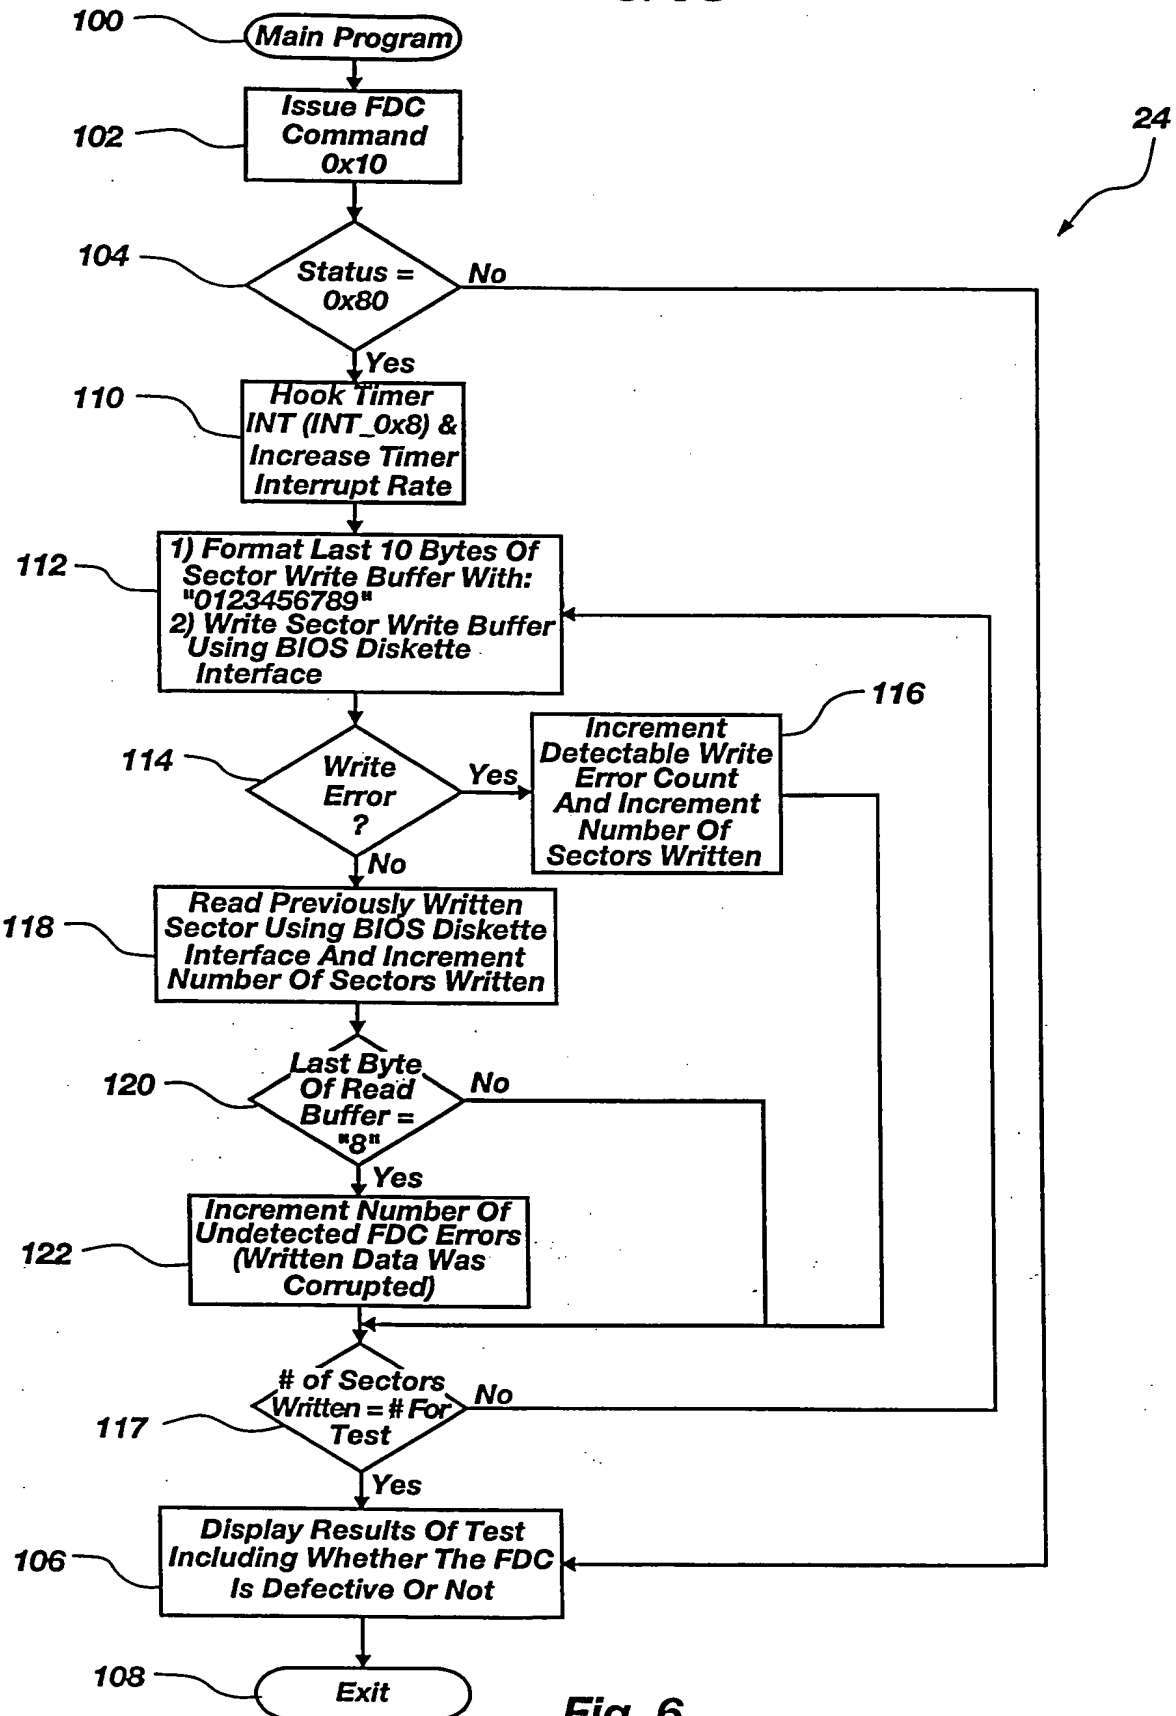 100
Main Program
102
Issue FDC
Command
0x10
24
104
Status =
0x80
No
Yes
110
Hook Timer
INT (INT_0x8) &
Increase Timer
Interrupt Rate
112
1) Format Last 10 Bytes Of
Sector Write Buffer With:
"0123456789"
2) Write Sector Write Buffer
Using BIOS Diskette
Interface
114
Write
Error
?
Yes
No
116
Increment
Detectable Write
Error Count
And Increment
Number Of
Sectors Written
118
Read Previously Written
Sector Using BIOS Diskette
Interface And Increment
Number Of Sectors Written
120
Last Byte
Of Read
Buffer =
"8"
No
Yes
122
Increment Number Of
Undetected FDC Errors
(Written Data Was
Corrupted)
117
# of Sectors
Written = # For
Test
No
Yes
106
Display Results Of Test
Including Whether The FDC
Is Defective Or Not
108
Exit
Fig. 6